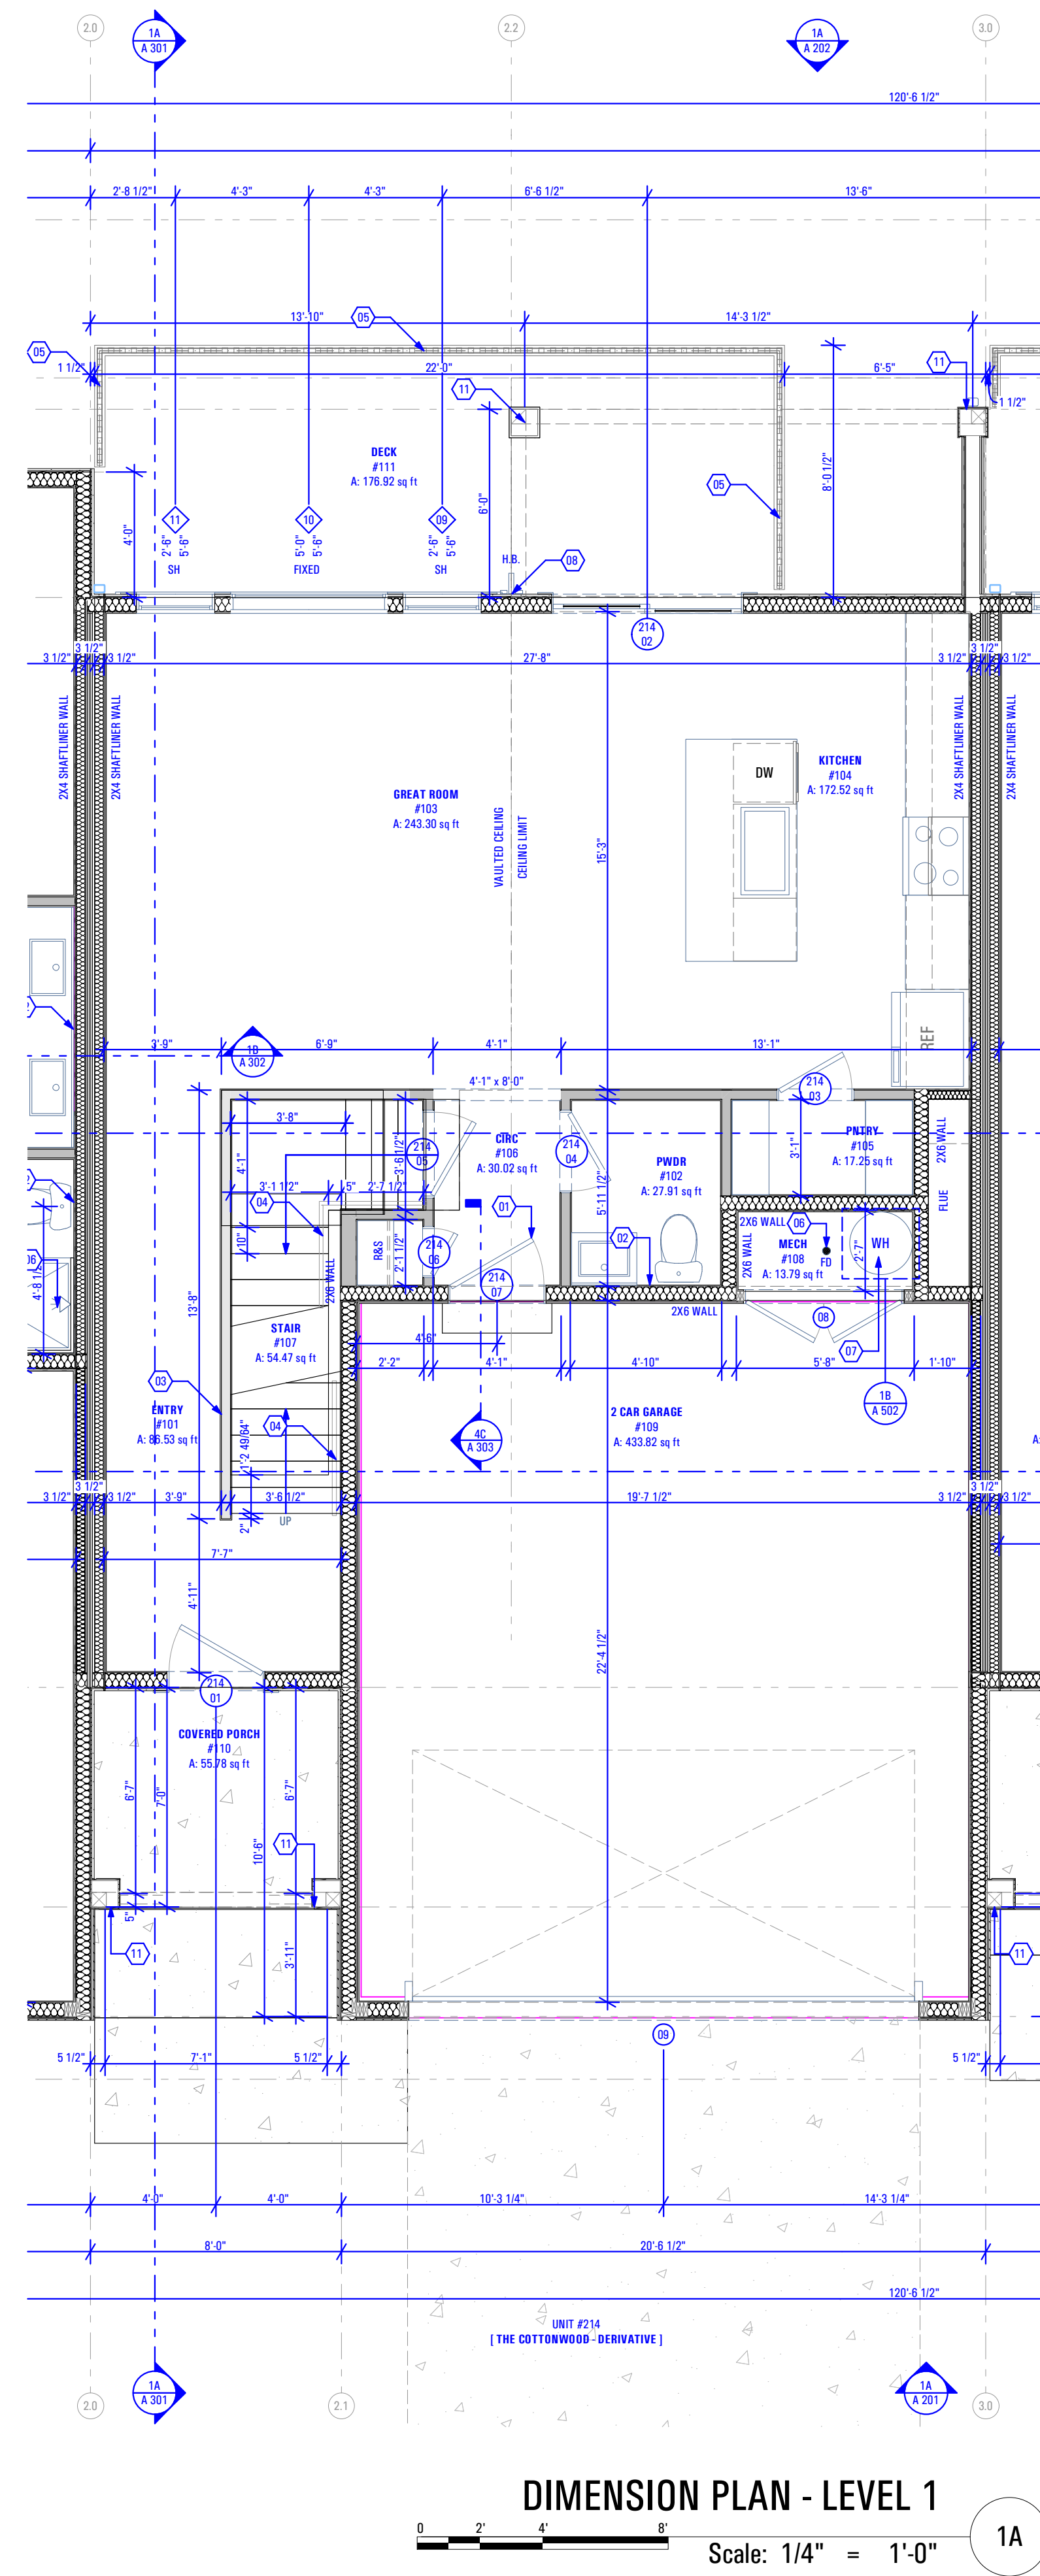 2.0
1A
A 301
2.2
1A
A 202
3.0
120'-6 1/2"
2'-8 1/2"
4'-3"
4'-3"
6'-6 1/2"
13'-6"
13'-10"
05
14'-3 1/2"
05
1 1/2"
22'-0"
11
6'-5"
11
1 1/2"
DECK
#111
A: 176.92 sq ft
6'-0"
05
8'-0 1/2"
4'-0"
11
2'-6"
5'-6"
SH
10
5'-0"
5'-6"
FIXED
09
2'-6"
5'-6"
SH
H.B.
08
214
02
3 1/2"
3 1/2"
3 1/2"
27'-8"
3 1/2"
3 1/2"
3 1/2"
2X4 SHAFTLINER WALL
2X4 SHAFTLINER WALL
2X4 SHAFTLINER WALL
2X4 SHAFTLINER WALL
GREAT ROOM
#103
A: 243.30 sq ft
VAULTED CEILING
CEILING LIMIT
15'-3"
DW
KITCHEN
#104
A: 172.52 sq ft
REF
3'-9"
1B
A 302
6'-9"
4'-1"
13'-1"
4'-1" x 8'-0"
214
03
3'-8"
4'-1"
3'-6 1/2"
214
05
CIRC
#106
A: 30.02 sq ft
214
04
PWDR
#102
A: 27.91 sq ft
5'-11 1/2"
3'-1"
PNTRY
#105
A: 17.25 sq ft
2X6 WALL
FLUE
3'-1 1/2"
5"
2'-7 1/2"
04
10"
01
02
R&S
2'-1 1/2"
214
06
214
07
2X6 WALL
06
2X6 WALL
MECH
#108
A: 13.79 sq ft
FD
2'-7"
WH
2X6 WALL
2X6 WALL
08
07
06
4'-8 1/2"
13'-8"
STAIR
#107
A: 54.47 sq ft
4'-6"
2'-2"
4'-1"
4'-10"
5'-8"
1'-10"
1B
A 502
03
ENTRY
#101
A: 86.53 sq ft
04
1'-2 49/64"
4C
A 303
2 CAR GARAGE
#109
A: 433.82 sq ft
A:
3 1/2"
3 1/2"
3 1/2"
3'-9"
3'-6 1/2"
19'-7 1/2"
3 1/2"
3 1/2"
3 1/2"
2"
UP
7'-7"
4'-11"
22'-4 1/2"
214
01
COVERED PORCH
#110
A: 55.78 sq ft
6'-7"
7'-0"
10'-6"
6'-7"
11
5"
11
3'-11"
11
09
5 1/2"
7'-1"
5 1/2"
5 1/2"
4'-0"
4'-0"
10'-3 1/4"
14'-3 1/4"
8'-0"
20'-6 1/2"
120'-6 1/2"
UNIT #214
[ THE COTTONWOOD - DERIVATIVE ]
2.0
1A
A 301
2.1
1A
A 201
3.0
DIMENSION PLAN - LEVEL 1
0 2' 4' 8'
Scale: 1/4" = 1'-0"
1A